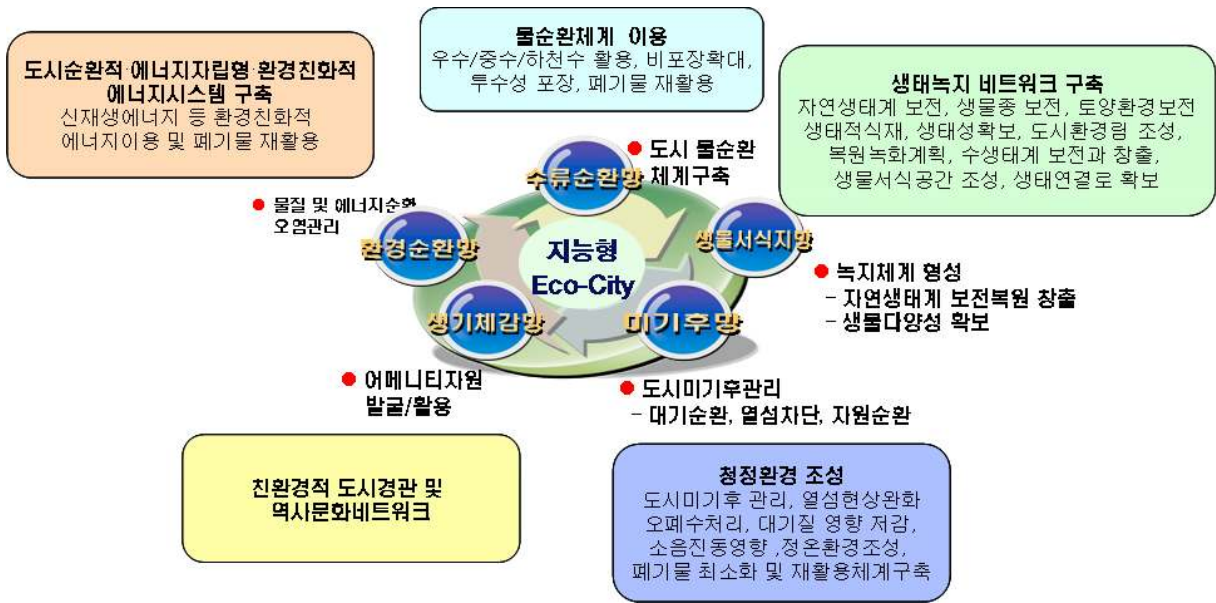 물순환체계 이용
우수/중수/하천수 활용, 비포장확대,
투수성 포장, 폐기물 재활용
도시순환적·에너지자립형·환경친화적
에너지시스템 구축
신재생에너지 등 환경친화적
에너지이용 및 폐기물 재활용
생태녹지 네트워크 구축
자연생태계 보전, 생물종 보전, 토양환경보전
생태적식재, 생태성확보, 도시환경림 조성,
복원녹화계획, 수생태계 보전과 창출,
생물서식공간 조성, 생태연결로 확보
● 도시 물순환
체계구축
수류순환망
● 물질 및 에너지순환
오염관리
환경순환망
생물서식지망
지능형
Eco-City
● 녹지체계 형성
– 자연생태계 보전복원 창출
– 생물다양성 확보
생기체감망
미기후망
● 어메니티자원
발굴/활용
● 도시미기후관리
– 대기순환, 열섬차단, 자원순환
친환경적 도시경관 및
역사문화네트워크
청정환경 조성
도시미기후 관리, 열섬현상완화
오폐수처리, 대기질 영향 저감,
소음진동영향 ,정온환경조성,
폐기물 최소화 및 재활용체계구축